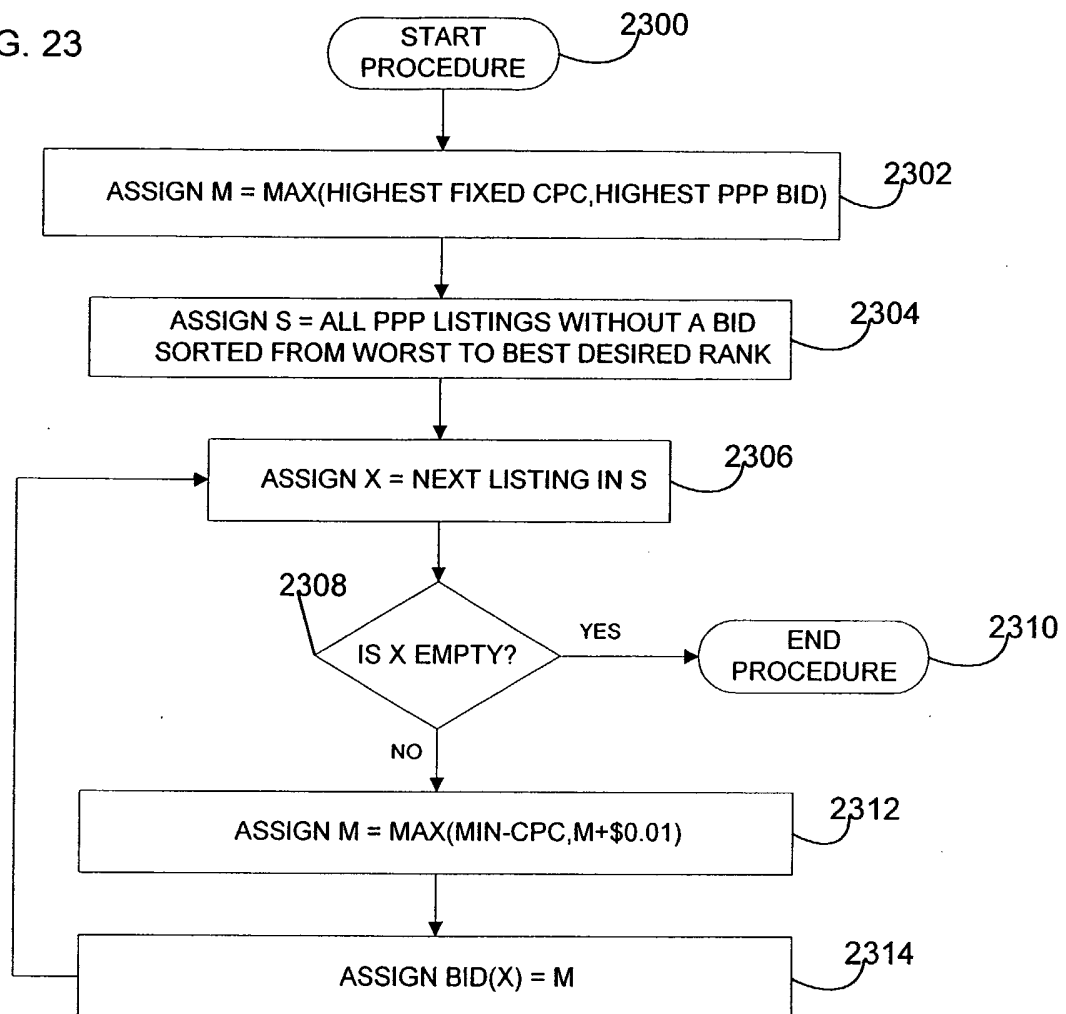 G. 23
START
PROCEDURE
2300
ASSIGN M = MAX(HIGHEST FIXED CPC,HIGHEST PPP BID)
2302
ASSIGN S = ALL PPP LISTINGS WITHOUT A BID
SORTED FROM WORST TO BEST DESIRED RANK
2304
ASSIGN X = NEXT LISTING IN S
2306
2308
IS X EMPTY?
YES
END
PROCEDURE
2310
NO
ASSIGN M = MAX(MIN-CPC,M+$0.01)
2312
ASSIGN BID(X) = M
2314